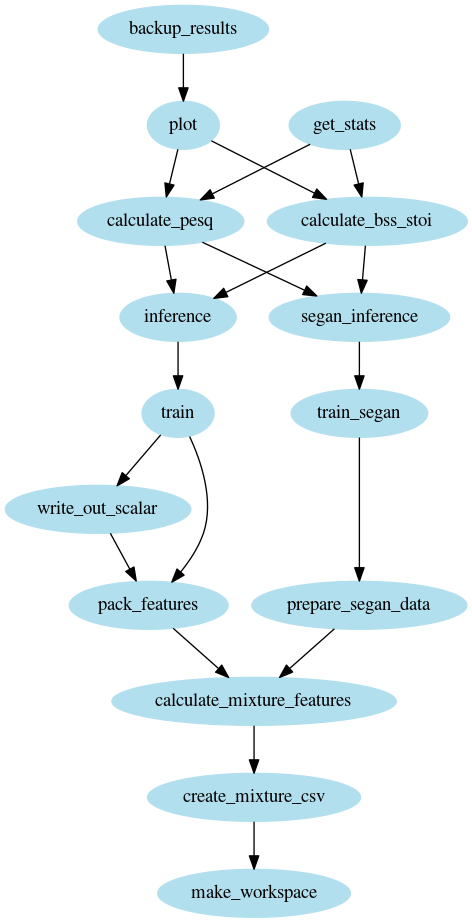 backup_results
plot
get_stats
calculate_pesq
calculate_bss_stoi
inference
segan_inference
train
train_segan
write_out_scalar
pack_features
prepare_segan_data
calculate_mixture_features
create_mixture_csv
make_workspace